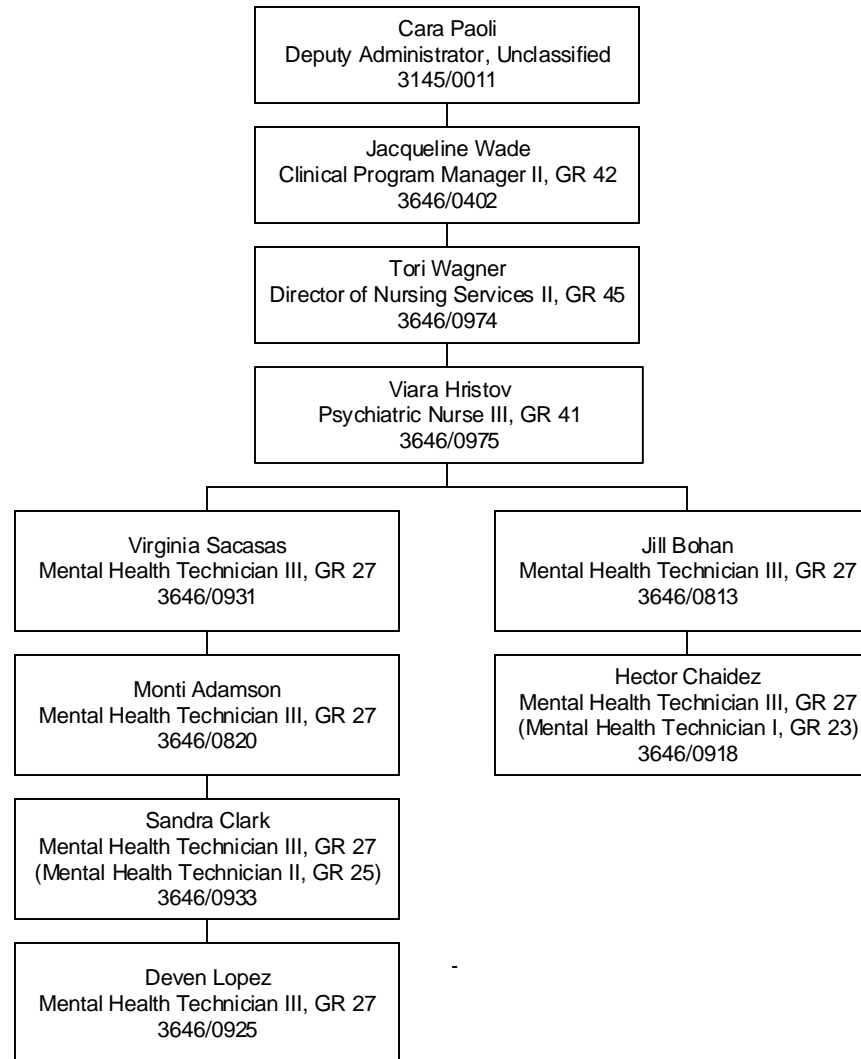 Cara Paoli
Deputy Administrator, Unclassified
3145/0011
Jacqueline Wade
Clinical Program Manager II, GR 42
3646/0402
Tori Wagner
Director of Nursing Services II, GR 45
3646/0974
Viara Hristov
Psychiatric Nurse III, GR 41
3646/0975
Virginia Sacasas
Mental Health Technician III, GR 27
3646/0931
Monti Adamson
Mental Health Technician III, GR 27
3646/0820
Sandra Clark
Mental Health Technician III, GR 27
(Mental Health Technician II, GR 25)
3646/0933
Deven Lopez
Mental Health Technician III, GR 27
3646/0925
Jill Bohan
Mental Health Technician III, GR 27
3646/0813
Hector Chaidez
Mental Health Technician III, GR 27
(Mental Health Technician I, GR 23)
3646/0918
-